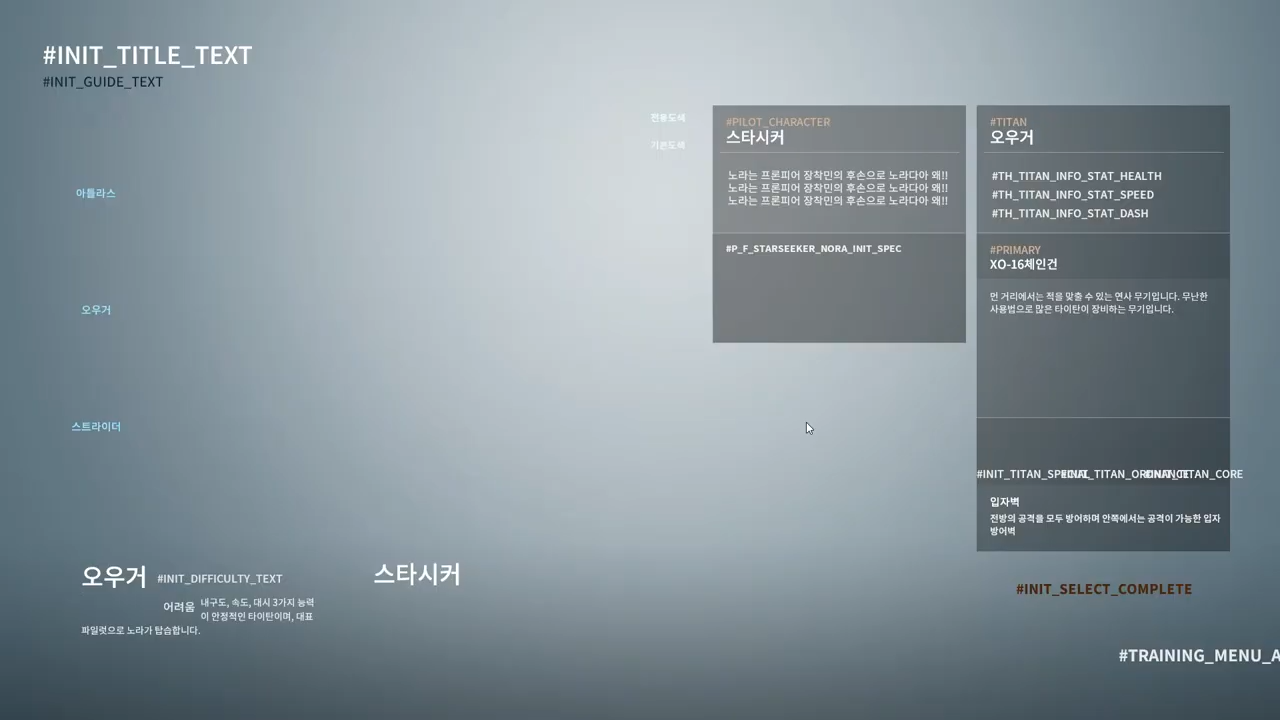 #INIT_TITLE_TEXT
#INIT_GUIDE_TEXT
아틀라스
오우거
스트라이더
전용도색
기본도색
#PILOT_CHARACTER
스타시커
노라는 프론피어 장착민의 후손으로 노라다아 왜!!
노라는 프론피어 장착민의 후손으로 노라다아 왜!!
노라는 프론피어 장착민의 후손으로 노라다아 왜!!
#P_F_STARSEEKER_NORA_INIT_SPEC
#TITAN
오우거
#TH_TITAN_INFO_STAT_HEALTH
#TH_TITAN_INFO_STAT_SPEED
#TH_TITAN_INFO_STAT_DASH
#PRIMARY
XO-16체인건
먼 거리에서는 적을 맞출 수 있는 연사 무기입니다. 무난한
사용법으로 많은 타이탄이 장비하는 무기입니다.
#INIT_TITAN_SPECIAL #INIT_TITAN_ORDNANCE #INIT_TITAN_CORE
입자벽
전방의 공격을 모두 방어하며 안쪽에서는 공격이 가능한 입자
방어벽
오우거 #INIT_DIFFICULTY_TEXT
어려움 내구도, 속도, 대시 3가지 능력
이 안정적인 타이탄이며, 대표
파일럿으로 노라가 탑승합니다.
스타시커
#INIT_SELECT_COMPLETE
#TRAINING_MENU_A